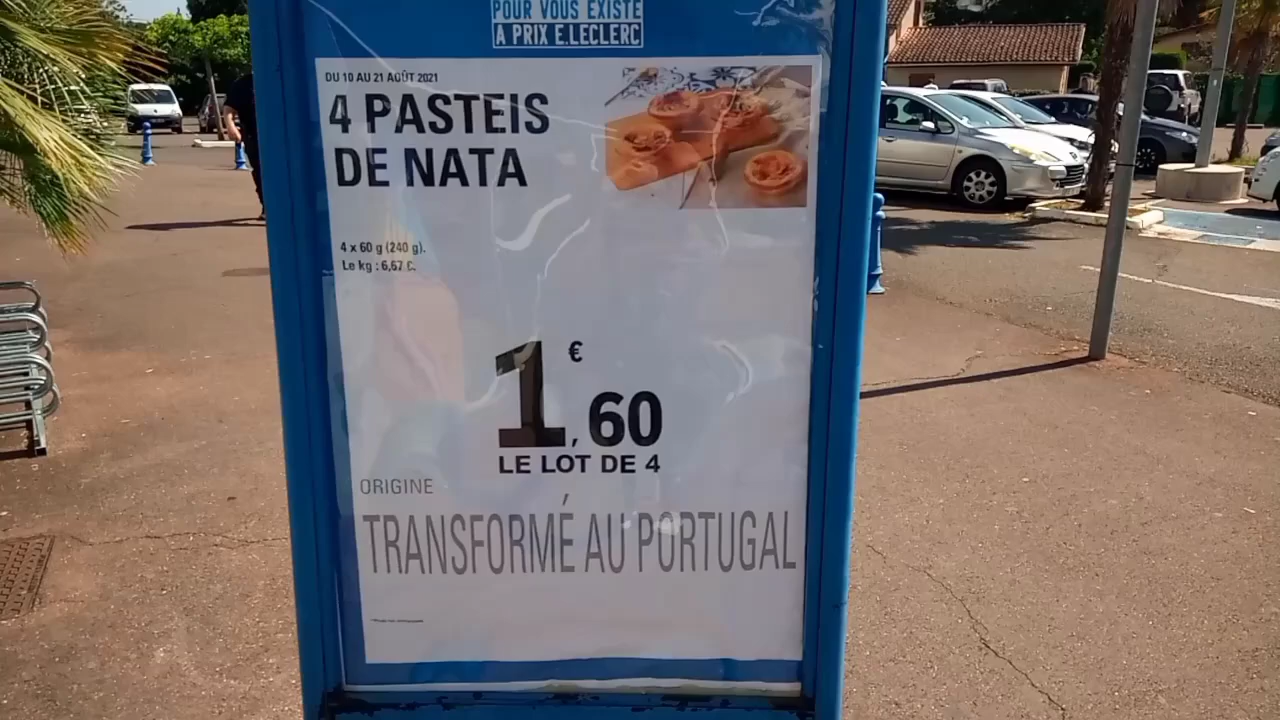 POUR VOUS EXISTE
À PRIX E.LECLERC
DU 10 AU 21 AOÛT 2021
4 PASTEIS
DE NATA
4 x 60 g (240 g).
Le kg : 6,67 €.
1€,60
LE LOT DE 4
ORIGINE
TRANSFORMÉ AU PORTUGAL